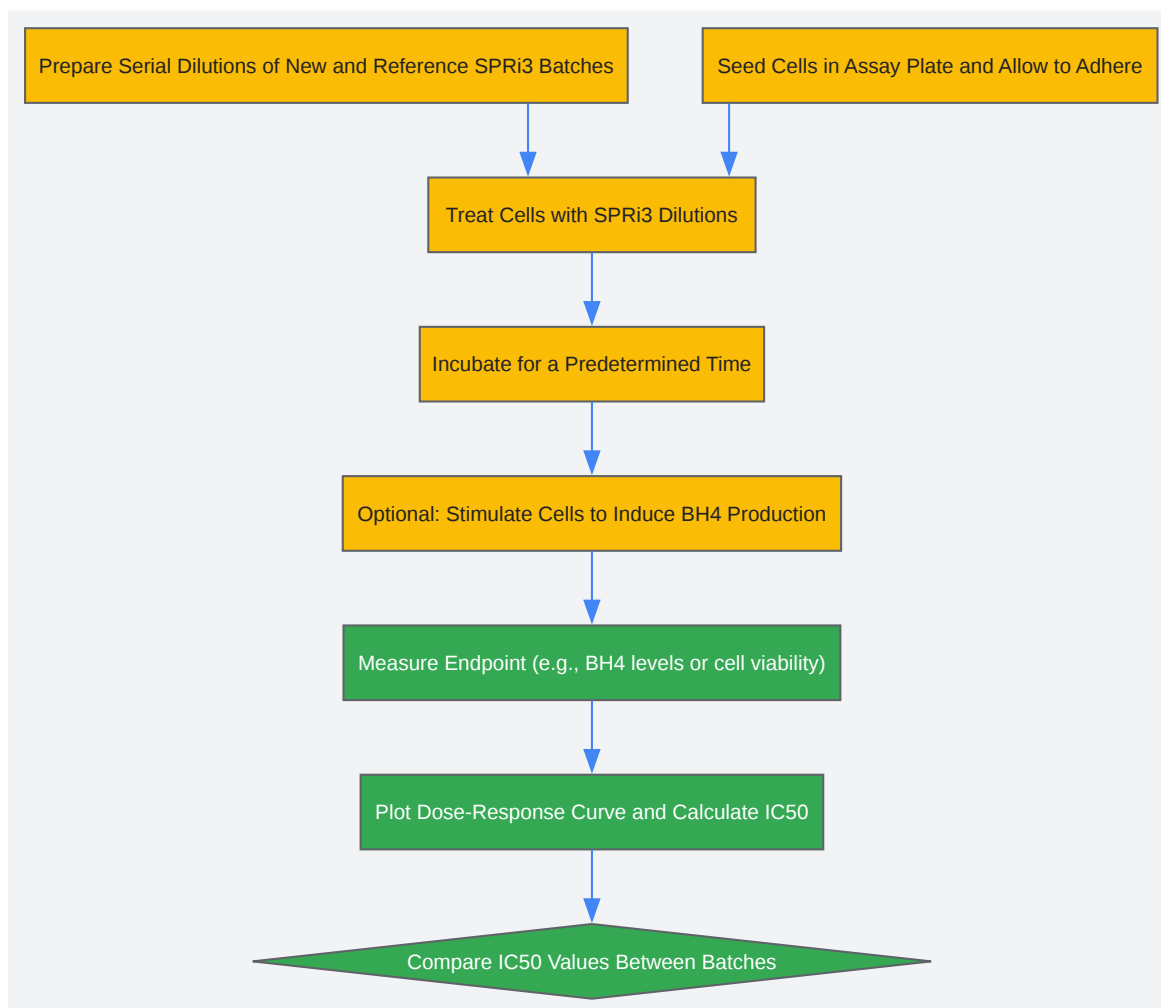 Prepare Serial Dilutions of New and Reference SPRi3 Batches
Seed Cells in Assay Plate and Allow to Adhere
Treat Cells with SPRi3 Dilutions
Incubate for a Predetermined Time
Optional: Stimulate Cells to Induce BH4 Production
Measure Endpoint (e.g., BH4 levels or cell viability)
Plot Dose-Response Curve and Calculate IC50
Compare IC50 Values Between Batches